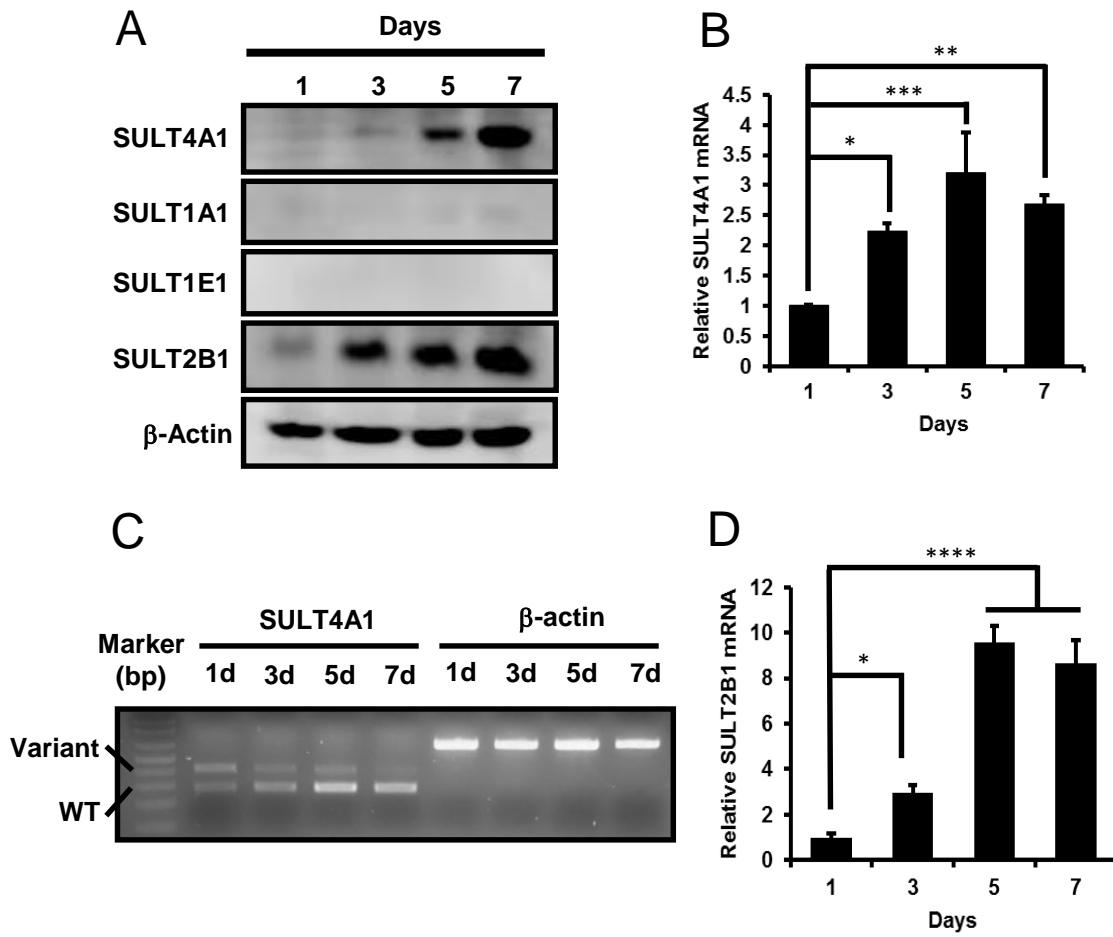 A
Days
1 3 5 7
SULT4A1
SULT1A1
SULT1E1
SULT2B1
β-Actin
B
**
***
*
Relative SULT4A1 mRNA
4.5
4
3.5
3
2.5
2
1.5
1
0.5
0
1 3 5 7
Days
C
SULT4A1 β-actin
Marker
(bp)
1d 3d 5d 7d 1d 3d 5d 7d
Variant
WT
D
****
*
Relative SULT2B1 mRNA
12
10
8
6
4
2
0
1 3 5 7
Days